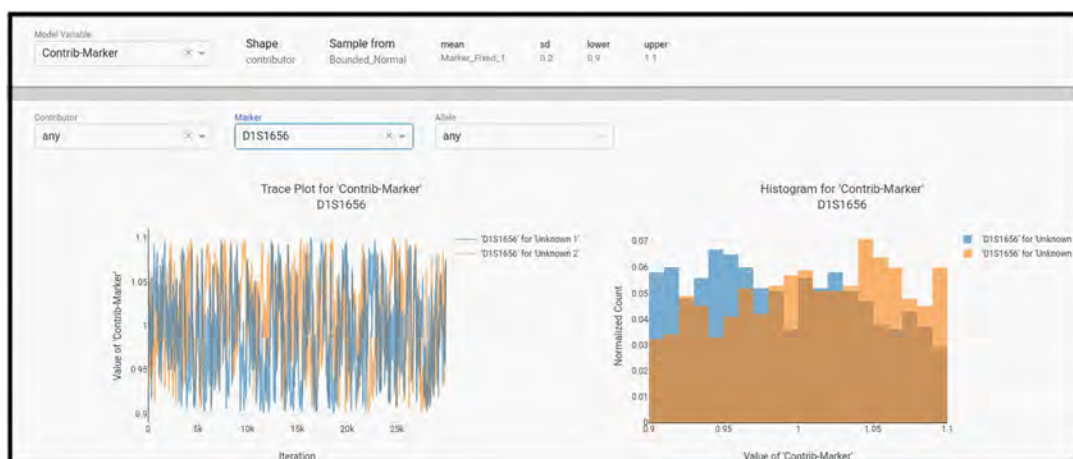 Model Variable
Contrib-Marker
Shape
contributor
Sample from
Bounded_Normal
mean
Marker_Fixed_1
sd
0.2
lower
0.9
upper
1.1
Contributor
any
Marker
D1S1656
Allele
any
Trace Plot for 'Contrib-Marker'
D1S1656
Value of 'Contrib-Marker'
1.1
1.05
1
0.95
0.9
0
5k
10k
15k
20k
25k
Iteration
'D1S1656' for 'Unknown 1'
'D1S1656' for 'Unknown 2'
Histogram for 'Contrib-Marker'
D1S1656
Normalized Count
0.07
0.06
0.05
0.04
0.03
0.02
0.01
0
0.9
0.95
1
1.05
1.1
Value of 'Contrib-Marker'
'D1S1656' for 'Unknown
'D1S1656' for 'Unknown